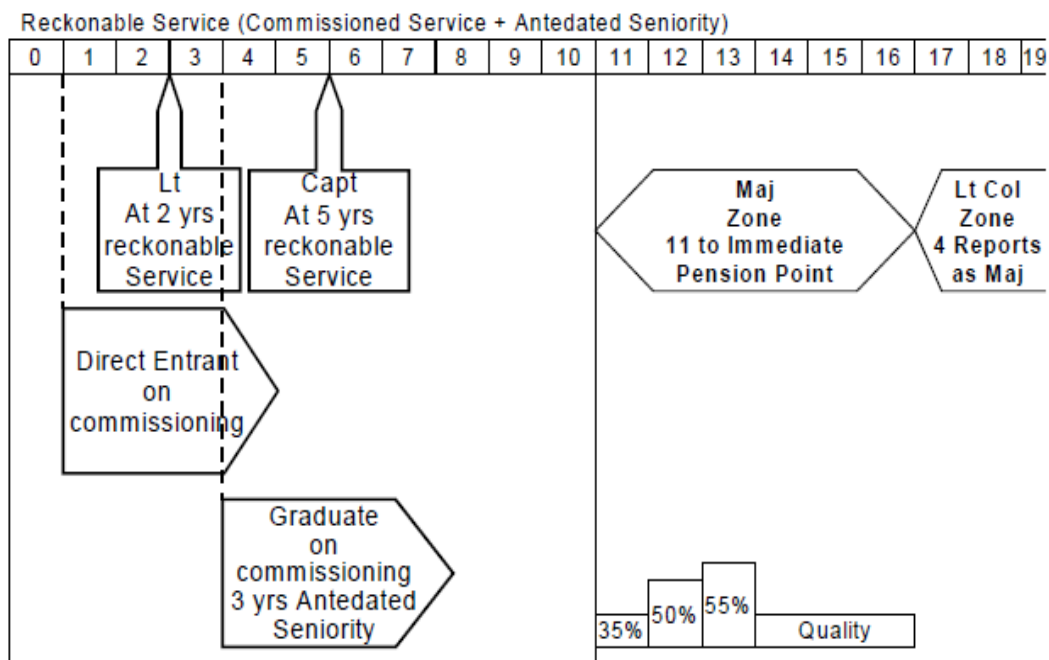 Reckonable Service (Commissioned Service + Antedated Seniority)
0 1 2 3 4 5 6 7 8 9 10 11 12 13 14 15 16 17 18 19
Lt
At 2 yrs
reckonable
Service
Capt
At 5 yrs
reckonable
Service
Maj
Zone
11 to Immediate
Pension Point
Lt Col
Zone
4 Reports
as Maj
Direct Entrant
on
commissioning
Graduate
on
commissioning
3 yrs Antedated
Seniority
35% 50% 55% Quality